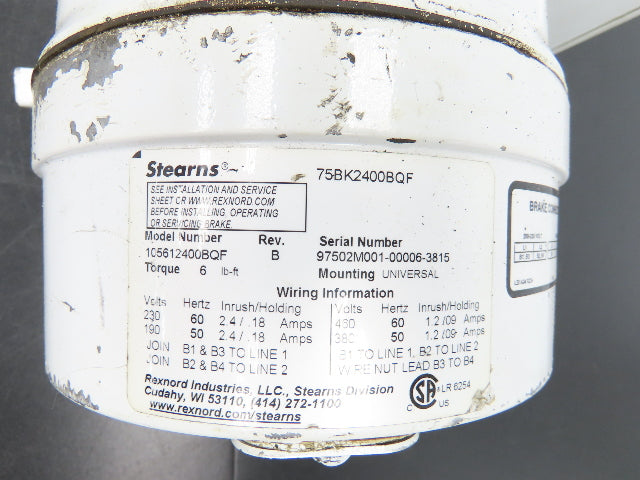 Stearns®~
75BK2400BQF
SEE INSTALLATION AND SERVICE
SHEET OR WWW.REXNORD.COM
BEFORE INSTALLING, OPERATING
OR SERVICING BRAKE.
Model Number Rev. Serial Number
105612400BQF B 97502M001-00006-3815
Torque 6 lb-ft Mounting UNIVERSAL
Wiring Information
Volts Hertz Inrush/Holding
230 60 2.4 / .18 Amps
190 50 2.4 / .18 Amps
JOIN B1 & B3 TO LINE 1
JOIN B2 & B4 TO LINE 2
Volts Hertz Inrush/Holding
460 60 1.2 /.09 Amps
380 50 1.2 /.09 Amps
B1 TO LINE 1, B2 TO LINE 2
WIRE NUT LEAD B3 TO B4
Rexnord Industries, LLC., Stearns Division
Cudahy, WI 53110, (414) 272-1100
www.rexnord.com/stearns
SA LR 6254
C US
BRAKE